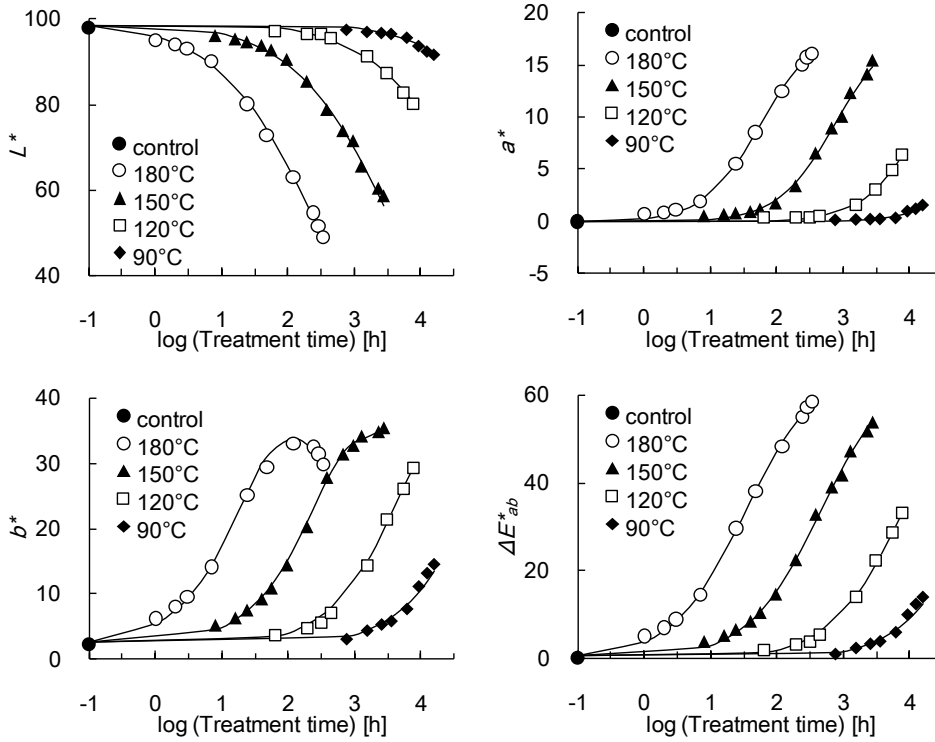 100
80
60
40
L*
control
180°C
150°C
120°C
90°C
-1 0 1 2 3 4
log (Treatment time) [h]
20
15
10
5
0
-5
a*
control
180°C
150°C
120°C
90°C
-1 0 1 2 3 4
log (Treatment time) [h]
40
30
20
10
0
b*
control
180°C
150°C
120°C
90°C
-1 0 1 2 3 4
log (Treatment time) [h]
60
40
20
0
ΔE*ab
control
180°C
150°C
120°C
90°C
-1 0 1 2 3 4
log (Treatment time) [h]